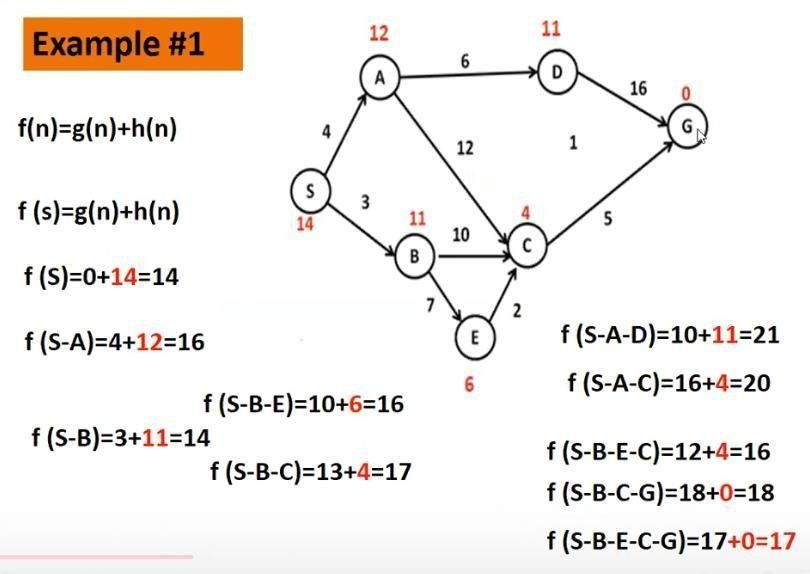 Example #1
f(n)=g(n)+h(n)
f (s)=g(n)+h(n)
f (S)=0+14=14
f (S-A)=4+12=16
f (S-B-E)=10+6=16
f (S-B)=3+11=14
f (S-B-C)=13+4=17
12
11
A
6
D
16
0
G
4
12
1
S
14
3
11
B
10
4
C
5
7
E
2
6
f (S-A-D)=10+11=21
f (S-A-C)=16+4=20
f (S-B-E-C)=12+4=16
f (S-B-C-G)=18+0=18
f (S-B-E-C-G)=17+0=17